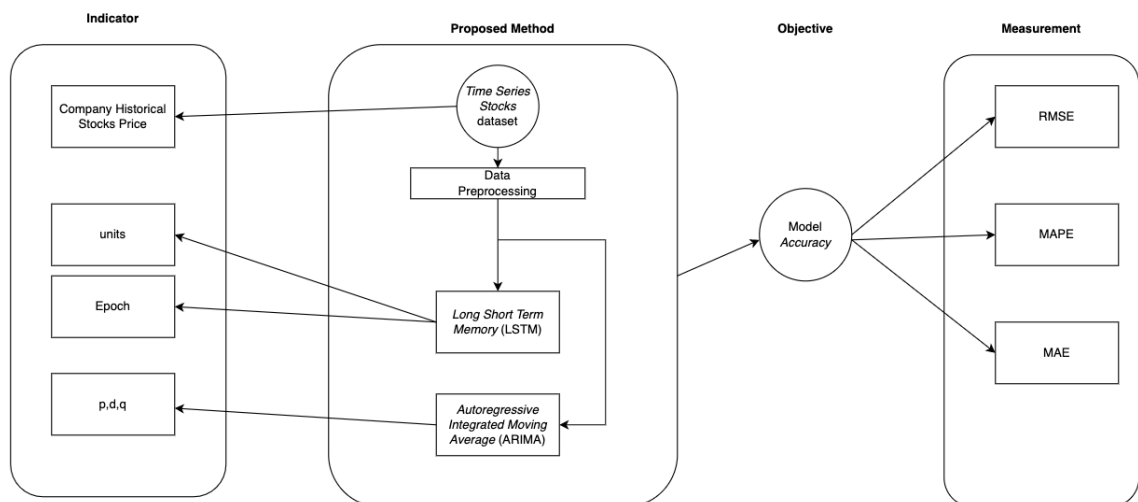 Indicator
Proposed Method
Objective
Measurement
Company Historical
Stocks Price
units
Epoch
p,d,q
Time Series
Stocks
dataset
Data
Preprocessing
Long Short Term
Memory (LSTM)
Autoregressive
Integrated Moving
Average (ARIMA)
Model
Accuracy
RMSE
MAPE
MAE